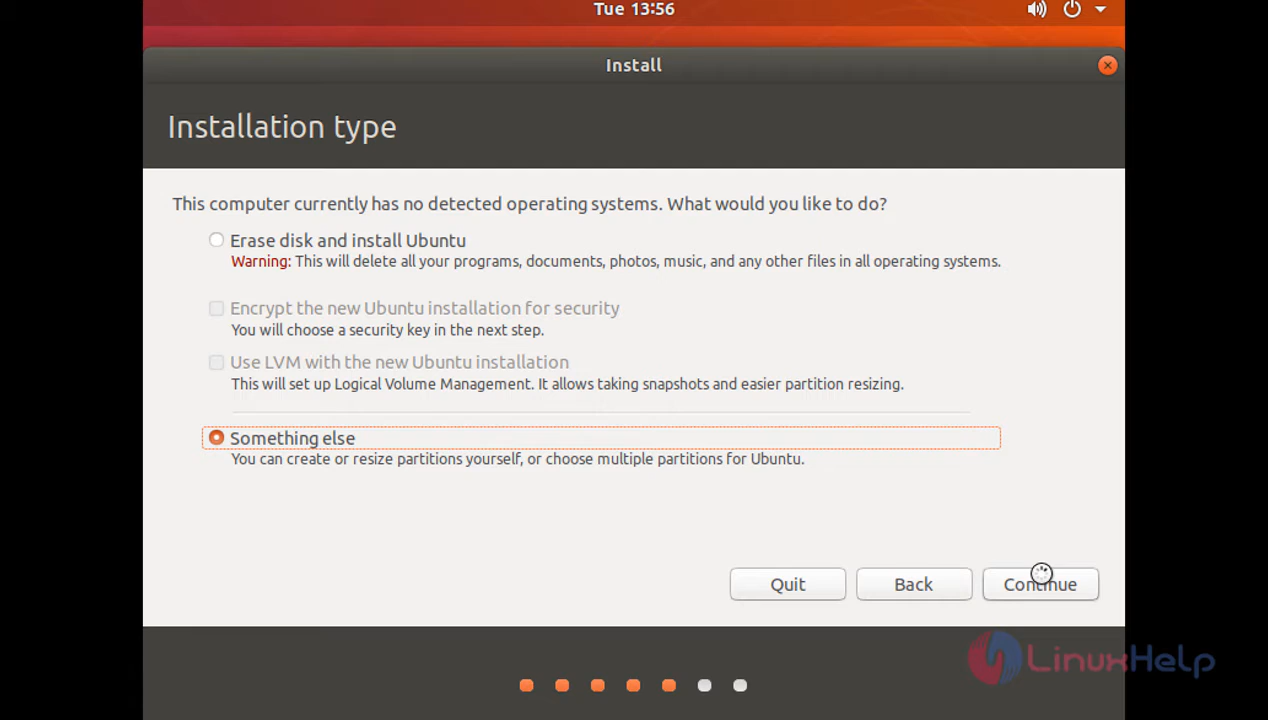 Tue 13:56
Install
Installation type
This computer currently has no detected operating systems. What would you like to do?
Erase disk and install Ubuntu
Warning: This will delete all your programs, documents, photos, music, and any other files in all operating systems.
Encrypt the new Ubuntu installation for security
You will choose a security key in the next step.
Use LVM with the new Ubuntu installation
This will set up Logical Volume Management. It allows taking snapshots and easier partition resizing.
Something else
You can create or resize partitions yourself, or choose multiple partitions for Ubuntu.
Quit Back Continue
LinuxHelp